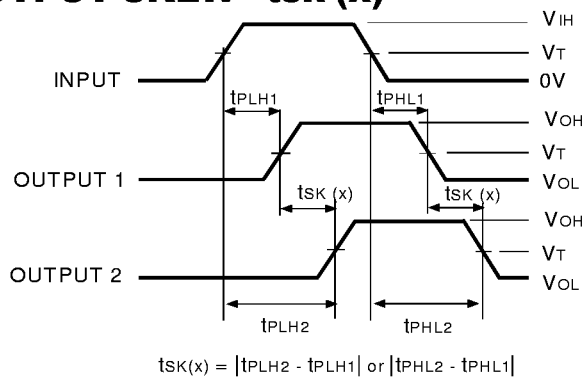 tsk (x)
VIH
VT
INPUT
0V
tPLH1
tPHL1
VOH
VT
OUTPUT 1
VOL
tSK (x)
tSK (x)
VOH
VT
OUTPUT 2
VOL
tPLH2
tPHL2
tSK(x) = |tPLH2 - tPLH1| or |tPHL2 - tPHL1|